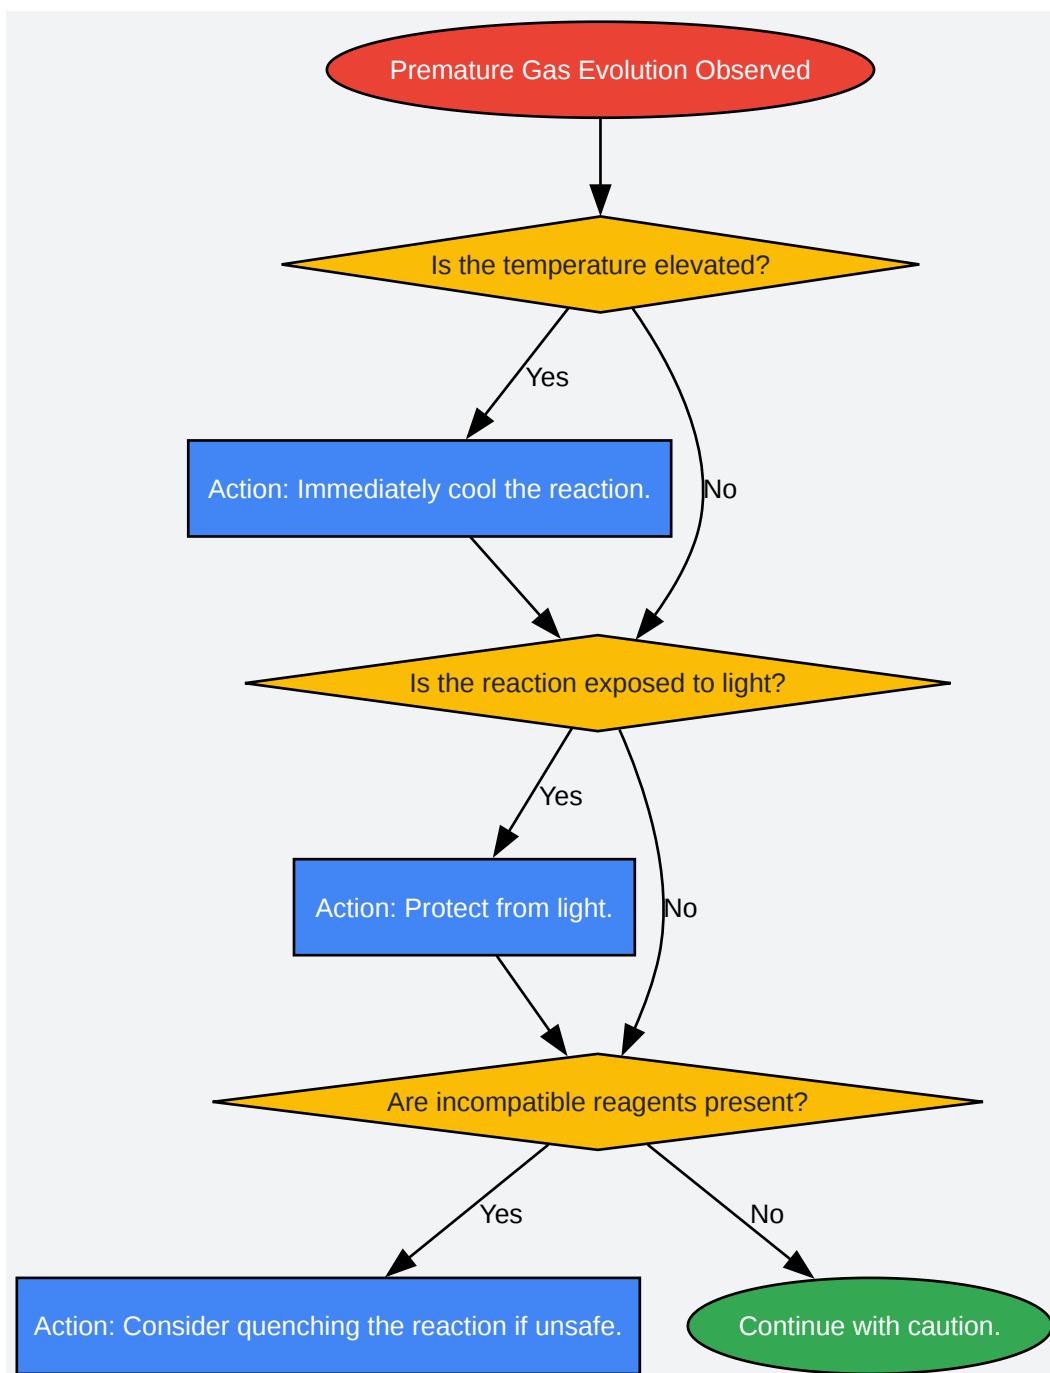 Premature Gas Evolution Observed
Is the temperature elevated?
Yes
Action: Immediately cool the reaction.
No
Is the reaction exposed to light?
Yes
Action: Protect from light.
No
Are incompatible reagents present?
Yes
No
Action: Consider quenching the reaction if unsafe.
Continue with caution.